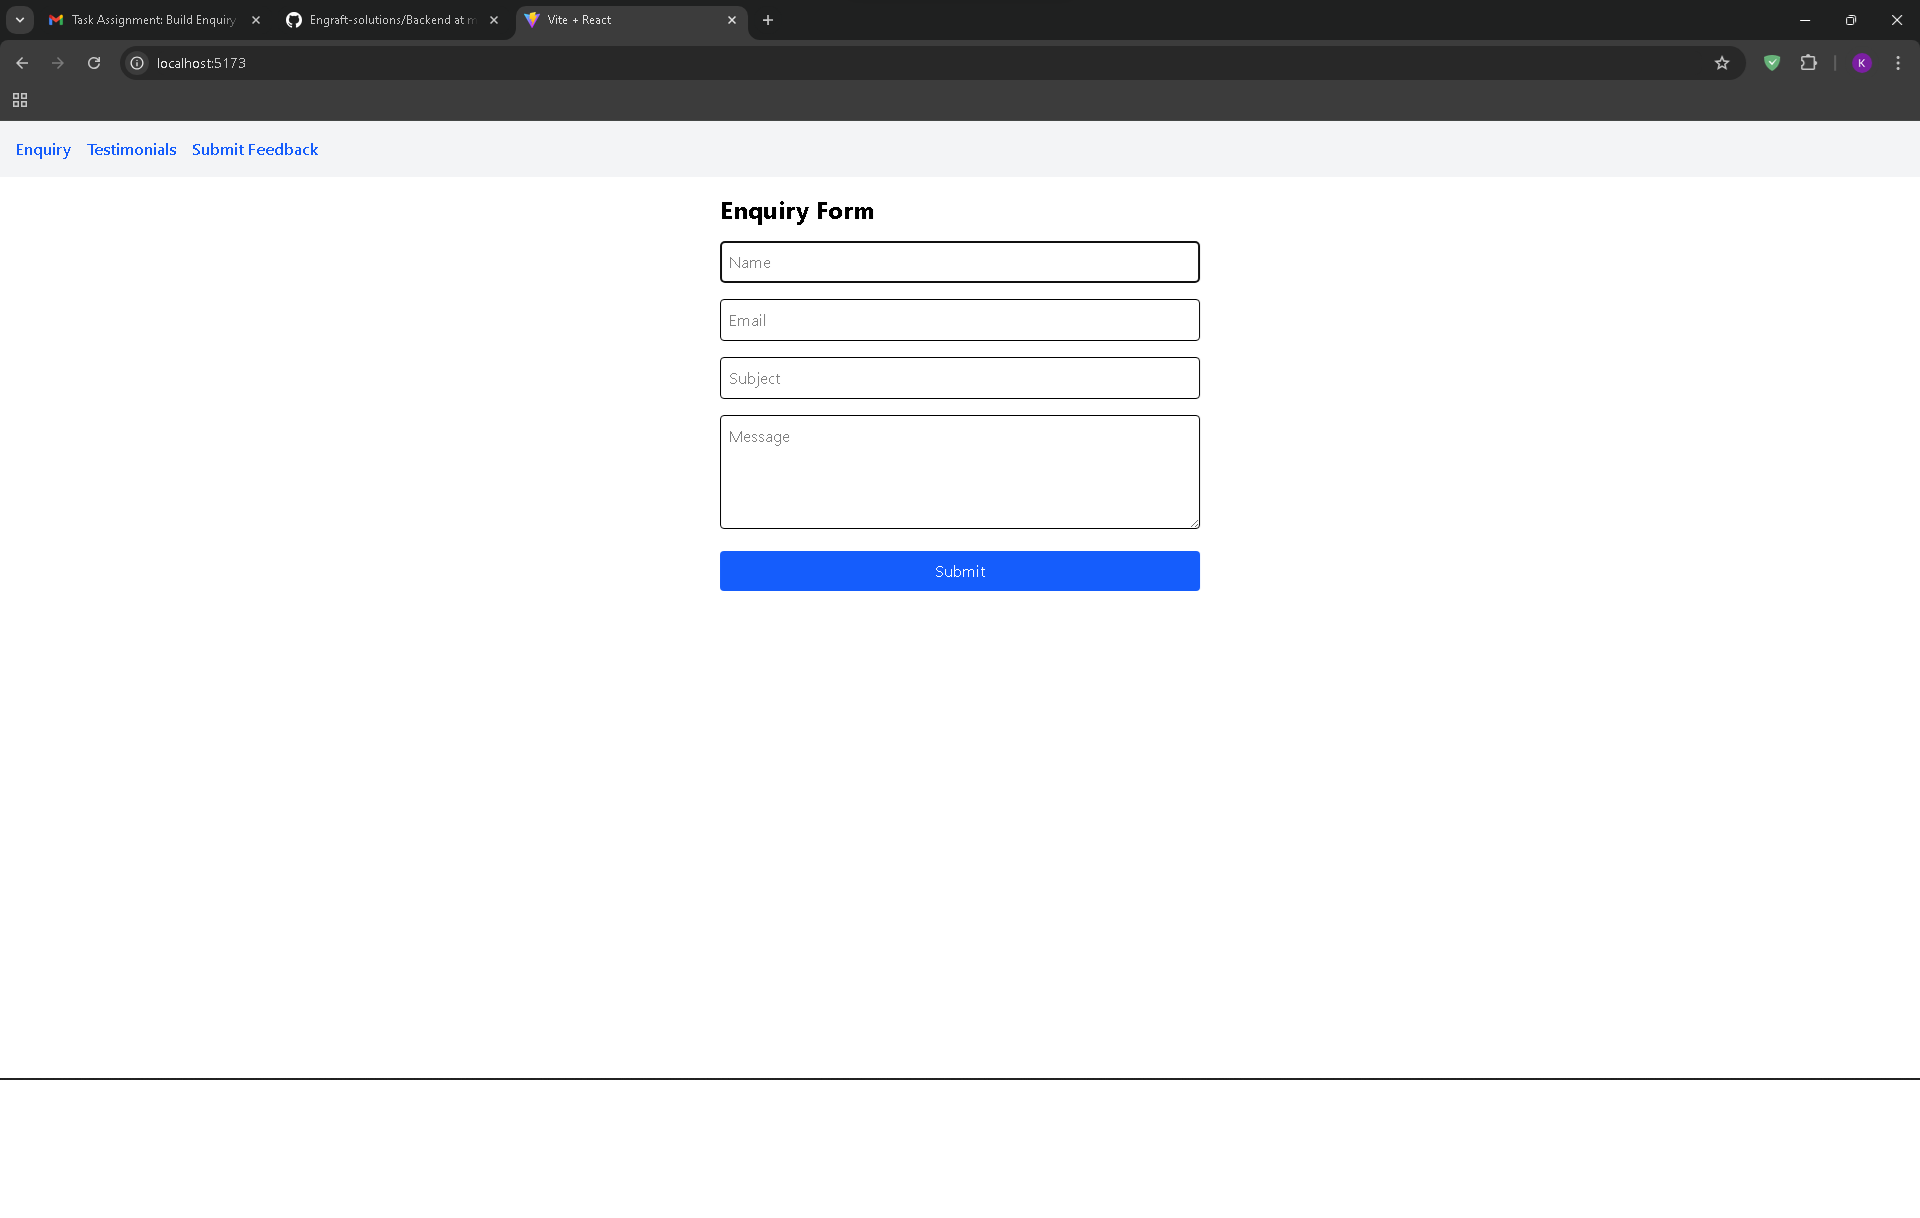 Task Assignment: Build Enquiry
Engraft-solutions/Backend at m
Vite + React
localhost:5173
K
Enquiry Testimonials Submit Feedback
Enquiry Form
Name
Email
Subject
Message
Submit